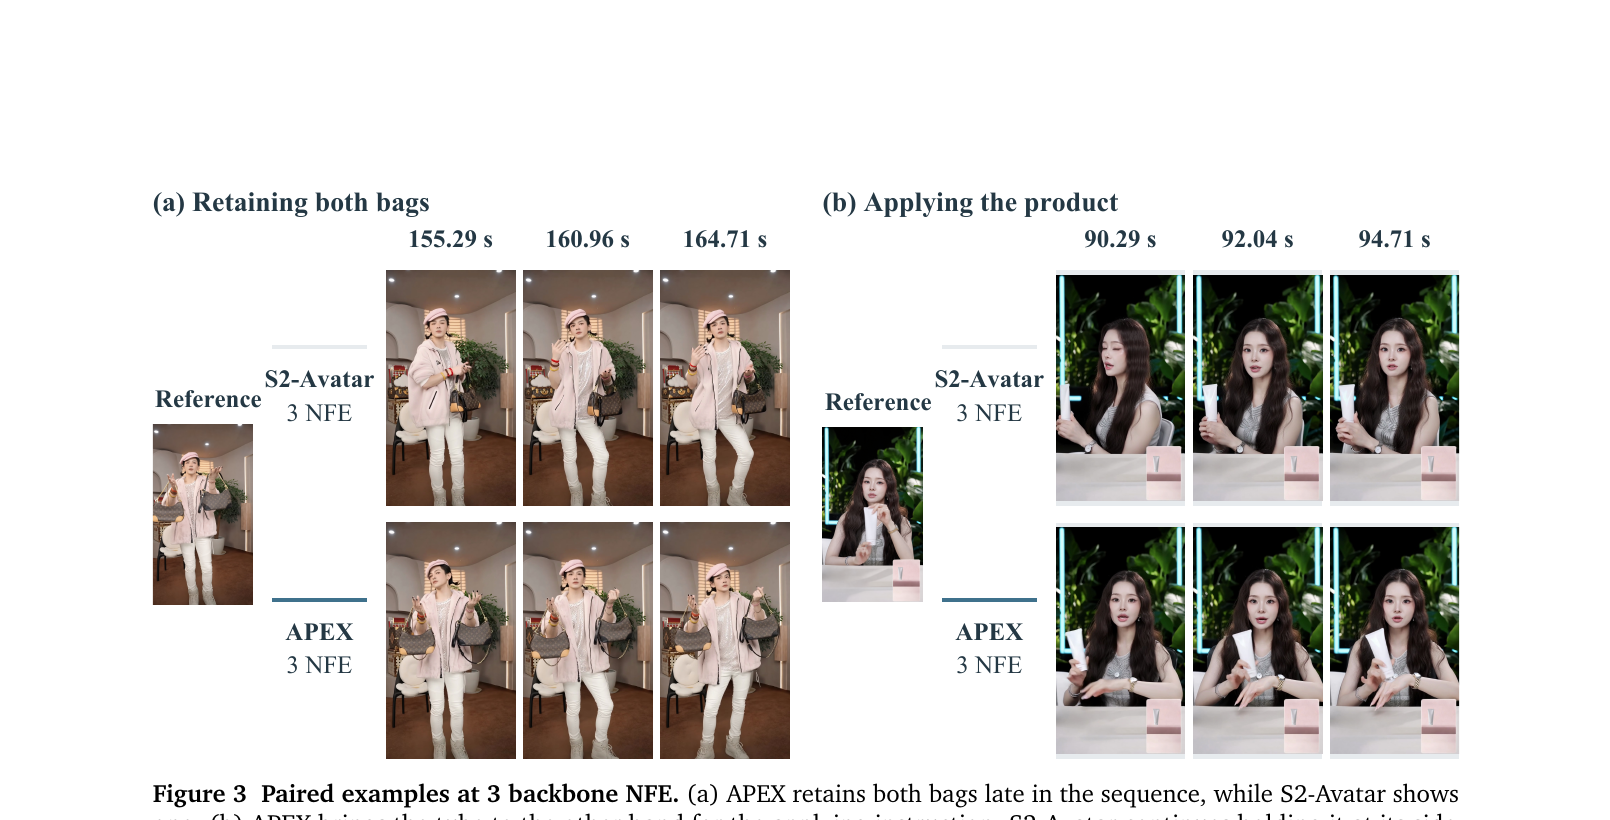 (a) Retaining both bags
155.29 s 160.96 s 164.71 s
S2-Avatar
3 NFE
Reference
APEX
3 NFE
(b) Applying the product
90.29 s 92.04 s 94.71 s
S2-Avatar
3 NFE
Reference
APEX
3 NFE
Figure 3 Paired examples at 3 backbone NFE. (a) APEX retains both bags late in the sequence, while S2-Avatar shows